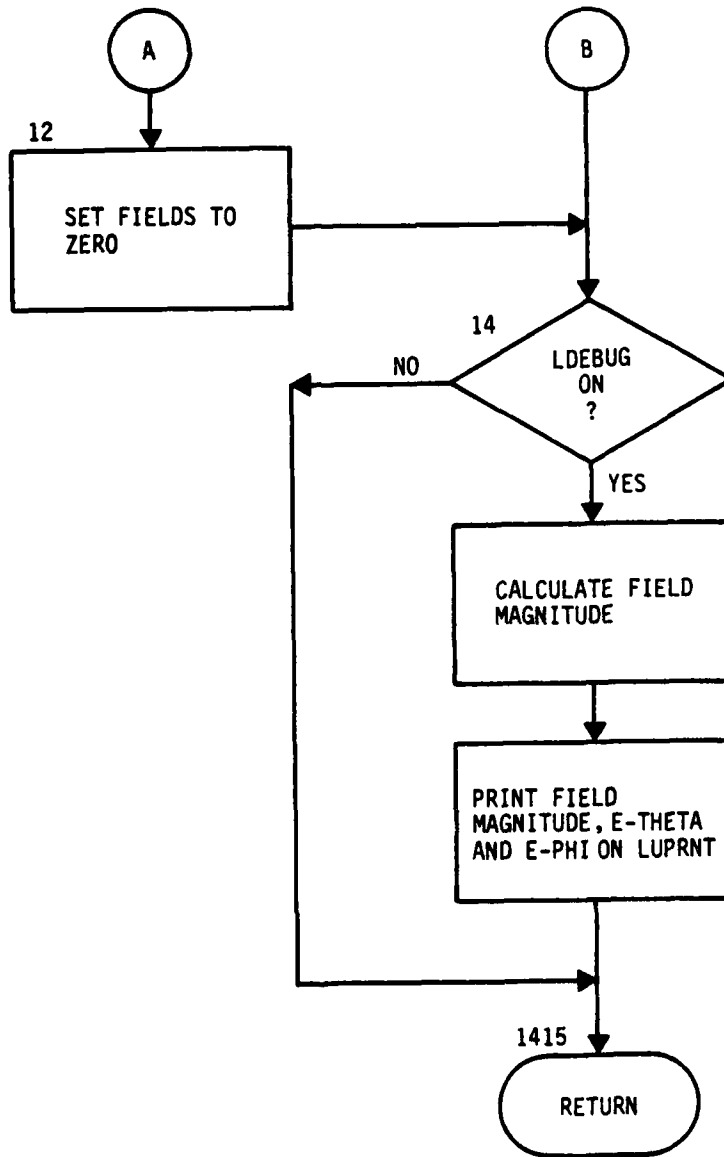 A
B
12
SET FIELDS TO
ZERO
14
LDEBUG
ON
?
NO
YES
CALCULATE FIELD
MAGNITUDE
PRINT FIELD
MAGNITUDE, E-THETA
AND E-PHI ON LUPRNT
1415
RETURN